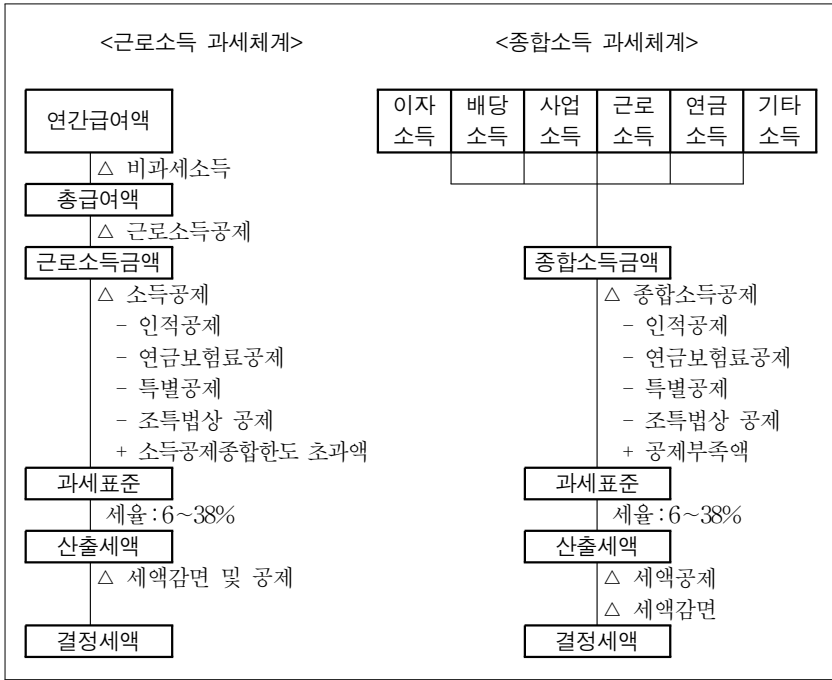 <근로소득 과세체계>
연간급여액
△ 비과세소득
총급여액
△ 근로소득공제
근로소득금액
△ 소득공제
- 인적공제
- 연금보험료공제
- 특별공제
- 조특법상 공제
+ 소득공제종합한도 초과액
과세표준
세율:6~38%
산출세액
△ 세액감면 및 공제
결정세액
<종합소득 과세체계>
이자 배당 사업 근로 연금 기타
소득 소득 소득 소득 소득 소득
종합소득금액
△ 종합소득공제
- 인적공제
- 연금보험료공제
- 특별공제
- 조특법상 공제
+ 공제부족액
과세표준
세율:6~38%
산출세액
△ 세액공제
△ 세액감면
결정세액